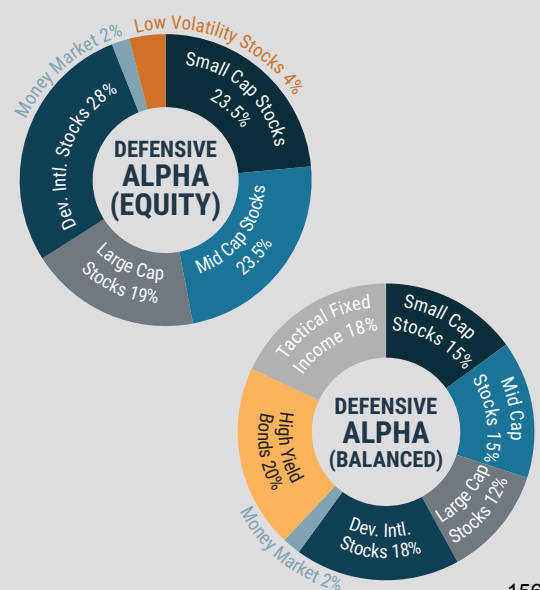 Low Volatility Stocks 4%
Money Market 2%
Small Cap Stocks
23.5%
Dev. Intl. Stocks 28%
DEFENSIVE
ALPHA
(EQUITY)
Mid Cap Stocks
23.5%
Large Cap
Stocks 19%
Tactical Fixed
Income 18%
Small Cap
Stocks 15%
Mid Cap
Stocks 15%
DEFENSIVE
ALPHA
(BALANCED)
High Yield
Bonds 20%
Large Cap
Stocks 12%
Dev. Intl.
Stocks 18%
Money Market 2%
156